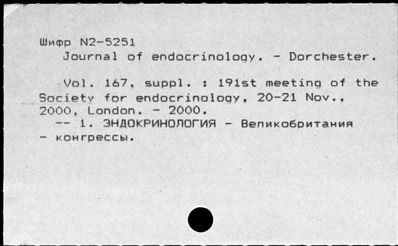 Шифр N2-5251
Journal of endocrinology. - Dorchester.
Vol. 167, suppl. : 191st meeting of the
Society for endocrinology, 20-21 Nov.,
2000, London. - 2000.
-- 1. ЭНДОКРИНОЛОГИЯ - Великобритания
- конгрессы.